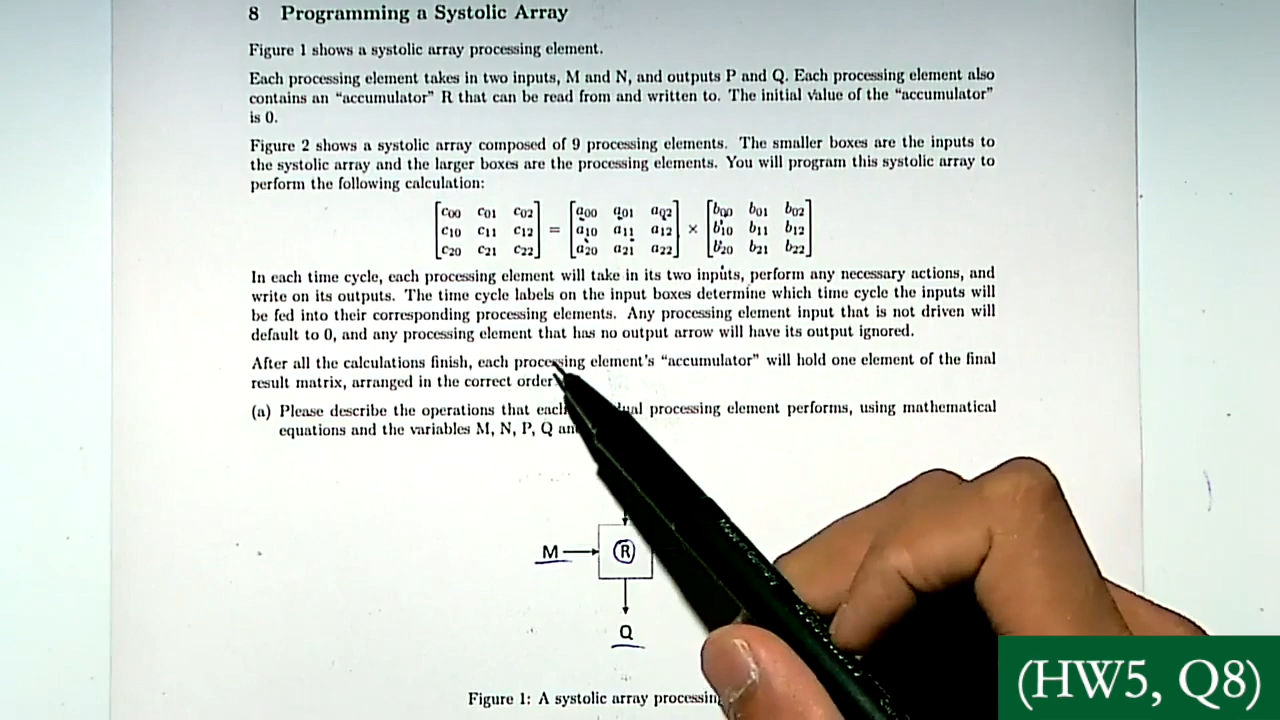 8 Programming a Systolic Array
Figure 1 shows a systolic array processing element.
Each processing element takes in two inputs, M and N, and outputs P and Q. Each processing element also
contains an “accumulator” R that can be read from and written to. The initial value of the “accumulator”
is 0.
Figure 2 shows a systolic array composed of 9 processing elements. The smaller boxes are the inputs to
the systolic array and the larger boxes are the processing elements. You will program this systolic array to
perform the following calculation:
c00 c01 c02 a00 a01 a02 b00 b01 b02
c10 c11 c12 = a10 a11 a12 × b10 b11 b12
c20 c21 c22 a20 a21 a22 b20 b21 b22
In each time cycle, each processing element will take in its two inputs, perform any necessary actions, and
write on its outputs. The time cycle labels on the input boxes determine which time cycle the inputs will
be fed into their corresponding processing elements. Any processing element input that is not driven will
default to 0, and any processing element that has no output arrow will have its output ignored.
After all the calculations finish, each processing element's “accumulator” will hold one element of the final
result matrix, arranged in the correct order
(a) Please describe the operations that each processing element performs, using mathematical
equations and the variables M, N, P, Q
M R
Q
Figure 1: A systolic array
(HW5, Q8)